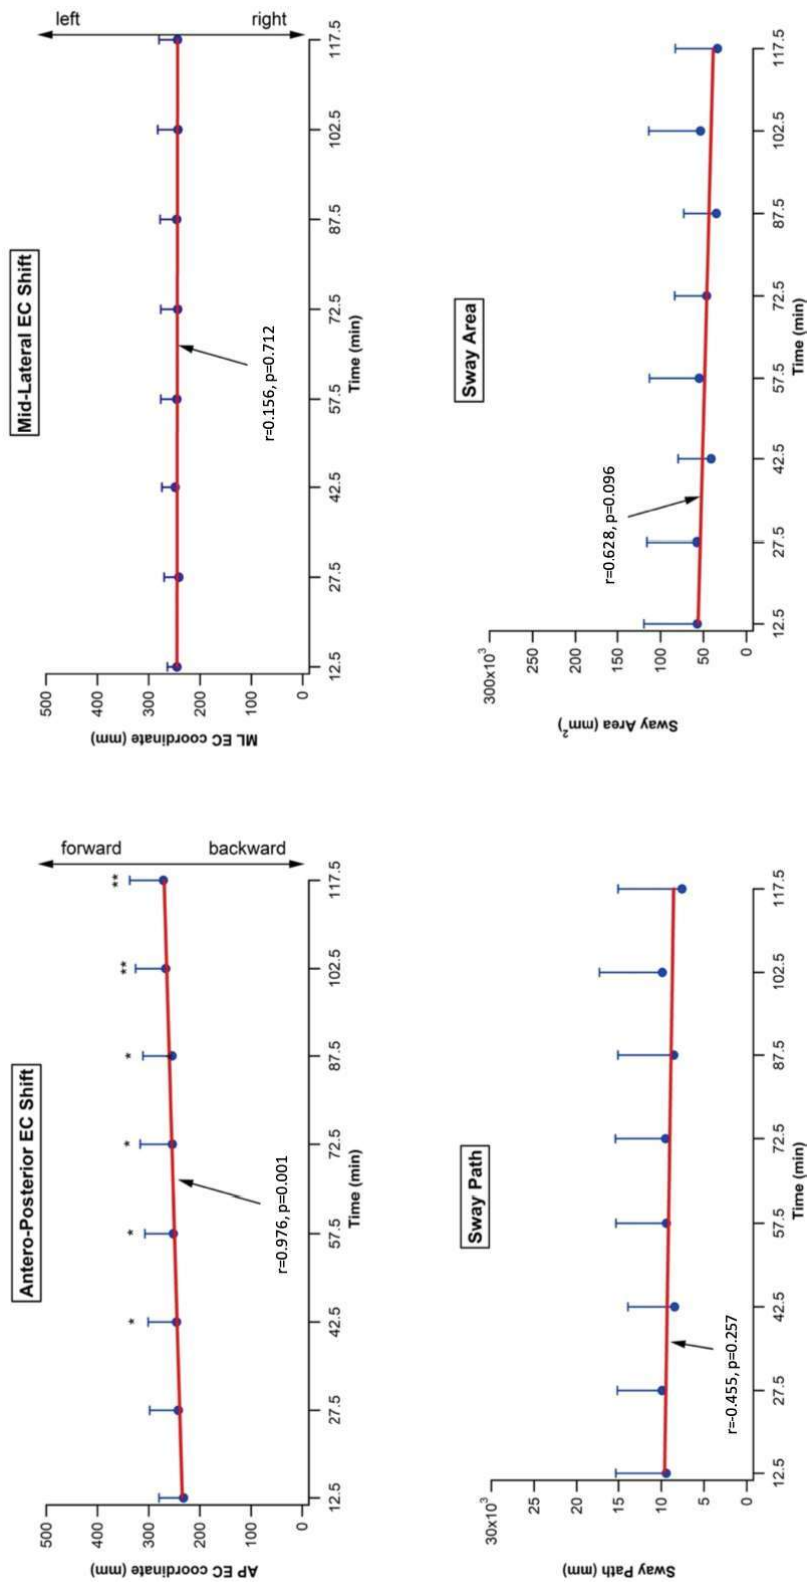 Antero-Posterior EC Shift
forward
backward
AP EC coordinate (mm)
500
400
300
200
100
0
* * * * ** **
r=0.976, p=0.001
12.5 27.5 42.5 57.5 72.5 87.5 102.5 117.5
Time (min)
Mid-Lateral EC Shift
left
right
ML EC coordinate (mm)
500
400
300
200
100
0
r=0.156, p=0.712
12.5 27.5 42.5 57.5 72.5 87.5 102.5 117.5
Time (min)
Sway Path
Sway Path (mm)
30x10³
25
20
15
10
5
0
r=-0.455, p=0.257
12.5 27.5 42.5 57.5 72.5 87.5 102.5 117.5
Time (min)
Sway Area
Sway Area (mm²)
300x10³
250
200
150
100
50
0
r=0.628, p=0.096
12.5 27.5 42.5 57.5 72.5 87.5 102.5 117.5
Time (min)